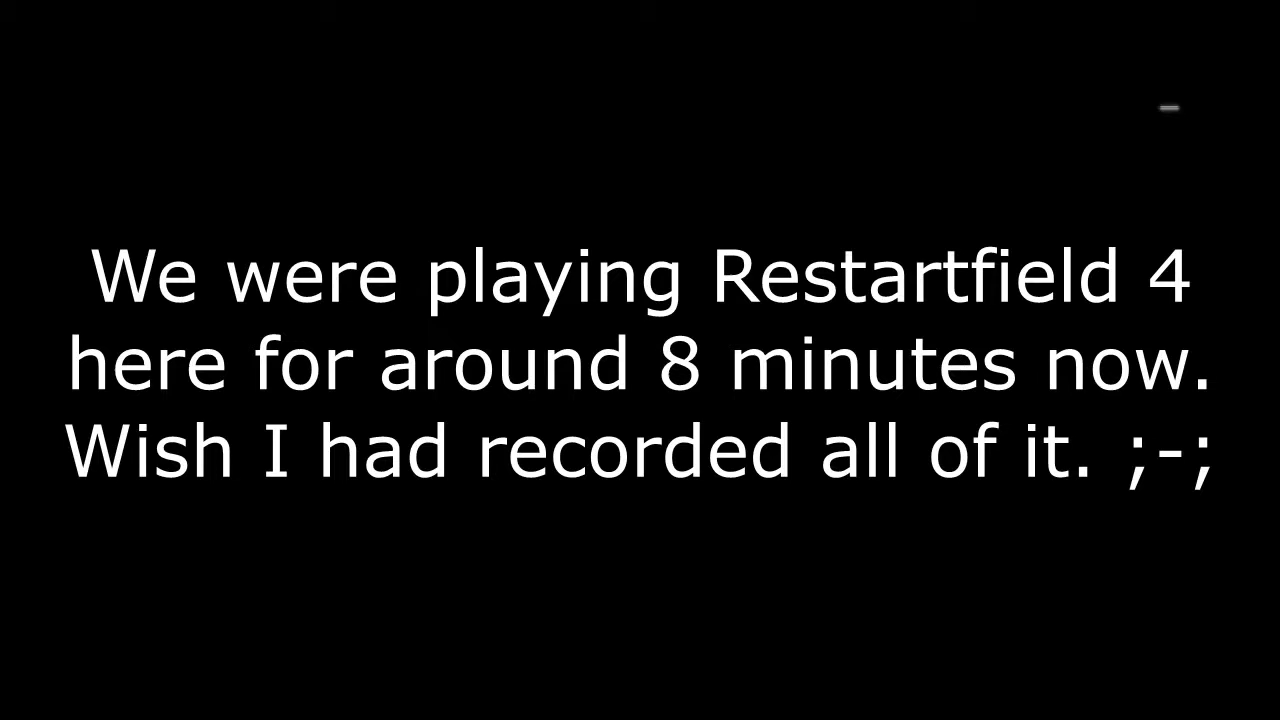 We were playing Restartfield 4
here for around 8 minutes now.
Wish I had recorded all of it. ;-;